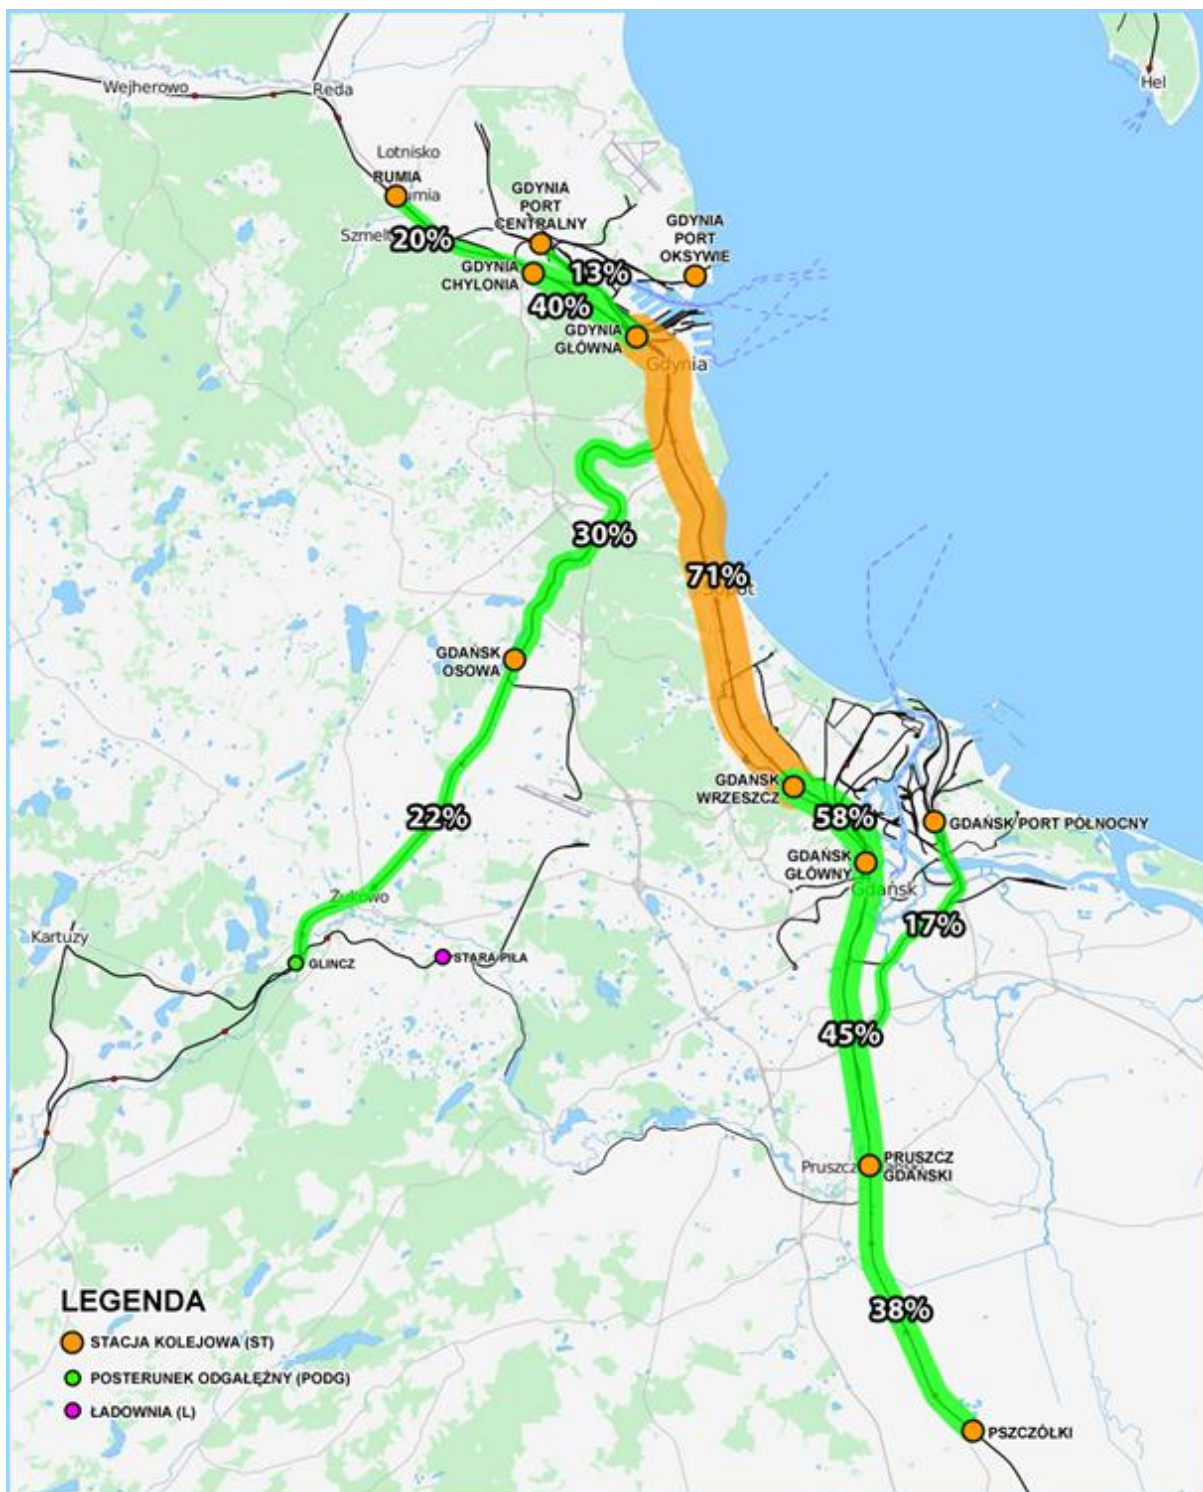 Hel
Wejherowo
Reda
Lotnisko
RUMIA
umia
GDYNIA
PORT
CENTRALNY
GDYNIA
PORT
OKSYWIE
20%
GDYNIA
CHYLONIA
13%
40%
GDYNIA
GŁÓWNA
Gdynia
30%
71%
GDAŃSK
OSOWA
GDAŃSK
WRZESZCZ
22%
58%
GDAŃSK PORT PÓŁNOCNY
GDAŃSK
GŁÓWNY
Gdańsk
Żukowo
17%
Kartuzy
GLINCZ
STARA PIŁA
45%
PRUSZCZ
GDAŃSKI
Pruszcz
38%
PSZCZÓŁKI
LEGENDA
STACJA KOLEJOWA (ST)
POSTERUNEK ODGAŁĘŹNY (PODG)
ŁADOWNIA (L)